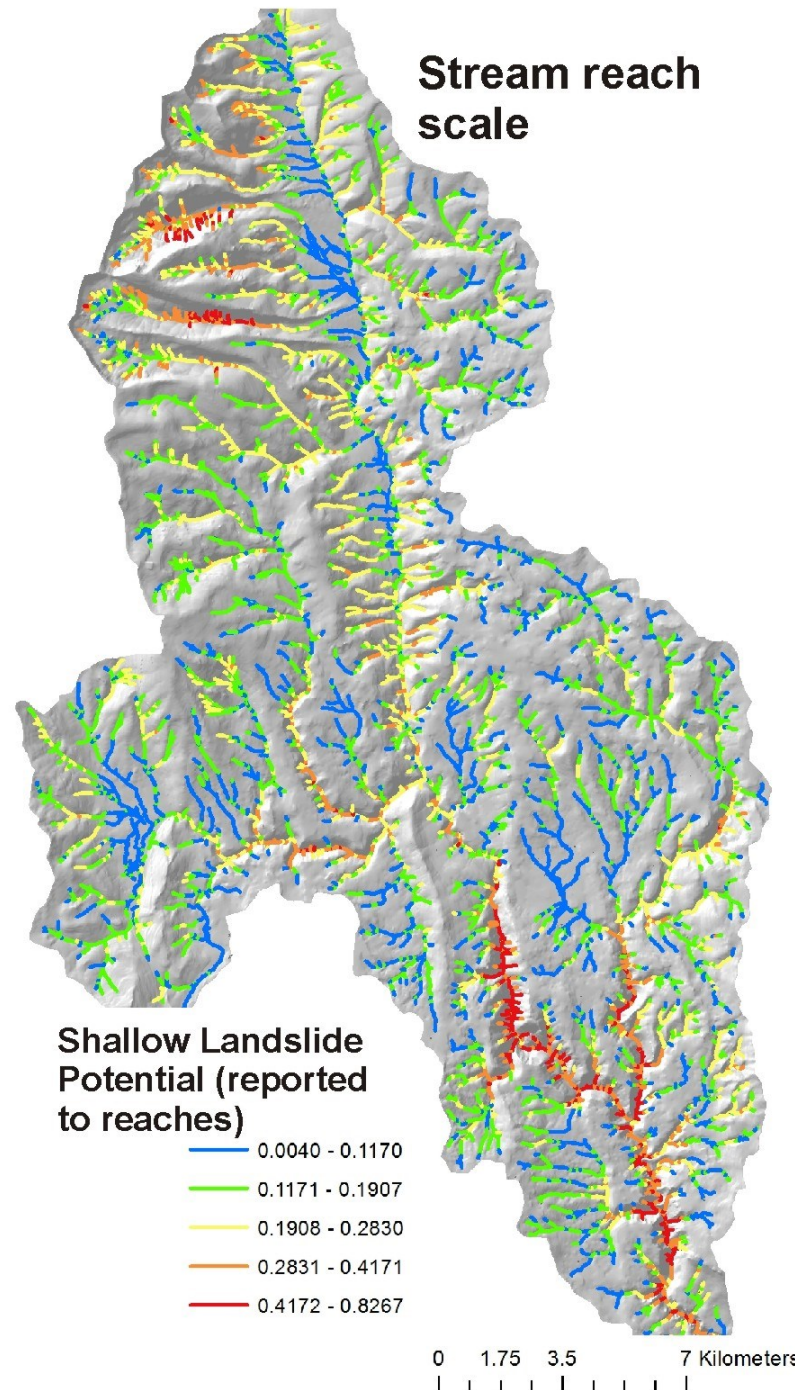 Stream reach
scale
Shallow Landslide
Potential (reported
to reaches)
0.0040 - 0.1170
0.1171 - 0.1907
0.1908 - 0.2830
0.2831 - 0.4171
0.4172 - 0.8267
0 1.75 3.5 7 Kilometers